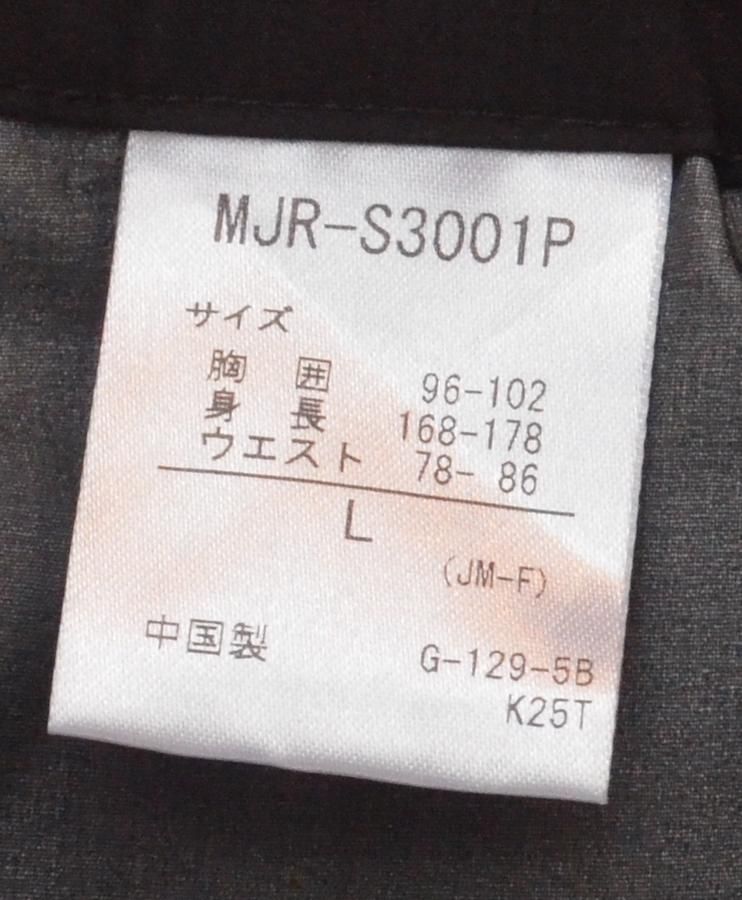 MJR-S3001P
サイズ
胸 囲 96-102
身 長 168-178
ウエスト 78- 86
L
(JM-F)
中国製 G-129-5B
K25T